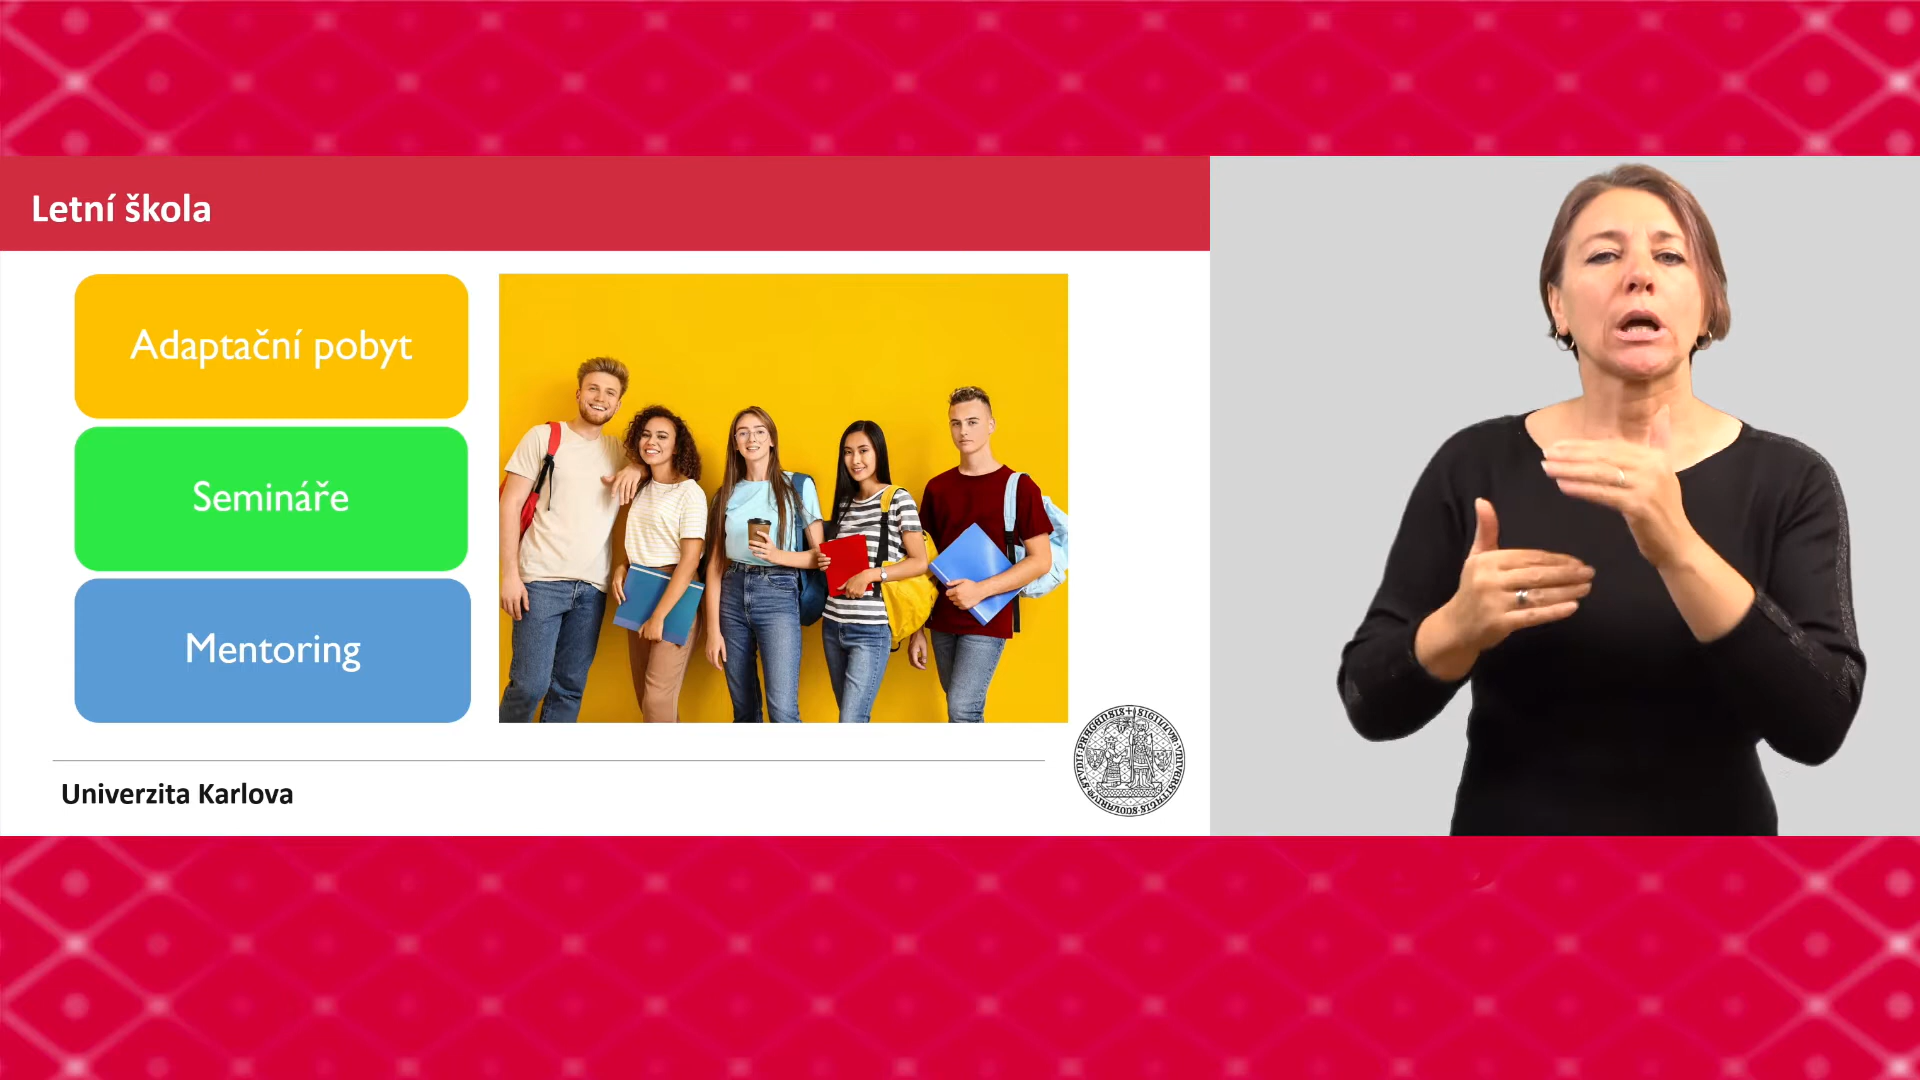 Letní škola
Adaptační pobyt
Semináře
Mentoring
Univerzita Karlova